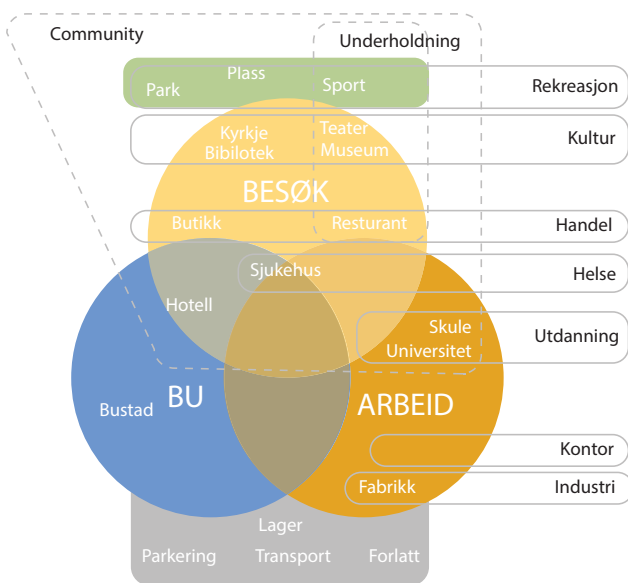 Community
Underholdning
Plass
Park
Sport
Rekreasjon
Kyrkje
Bibilotek
Teater
Museum
Kultur
BESØK
Butikk
Resturant
Handel
Sjukehus
Helse
Hotell
Skule
Universitet
Utdanning
BU
ARBEID
Bustad
Kontor
Fabrikk
Industri
Lager
Parkering
Transport
Forlatt